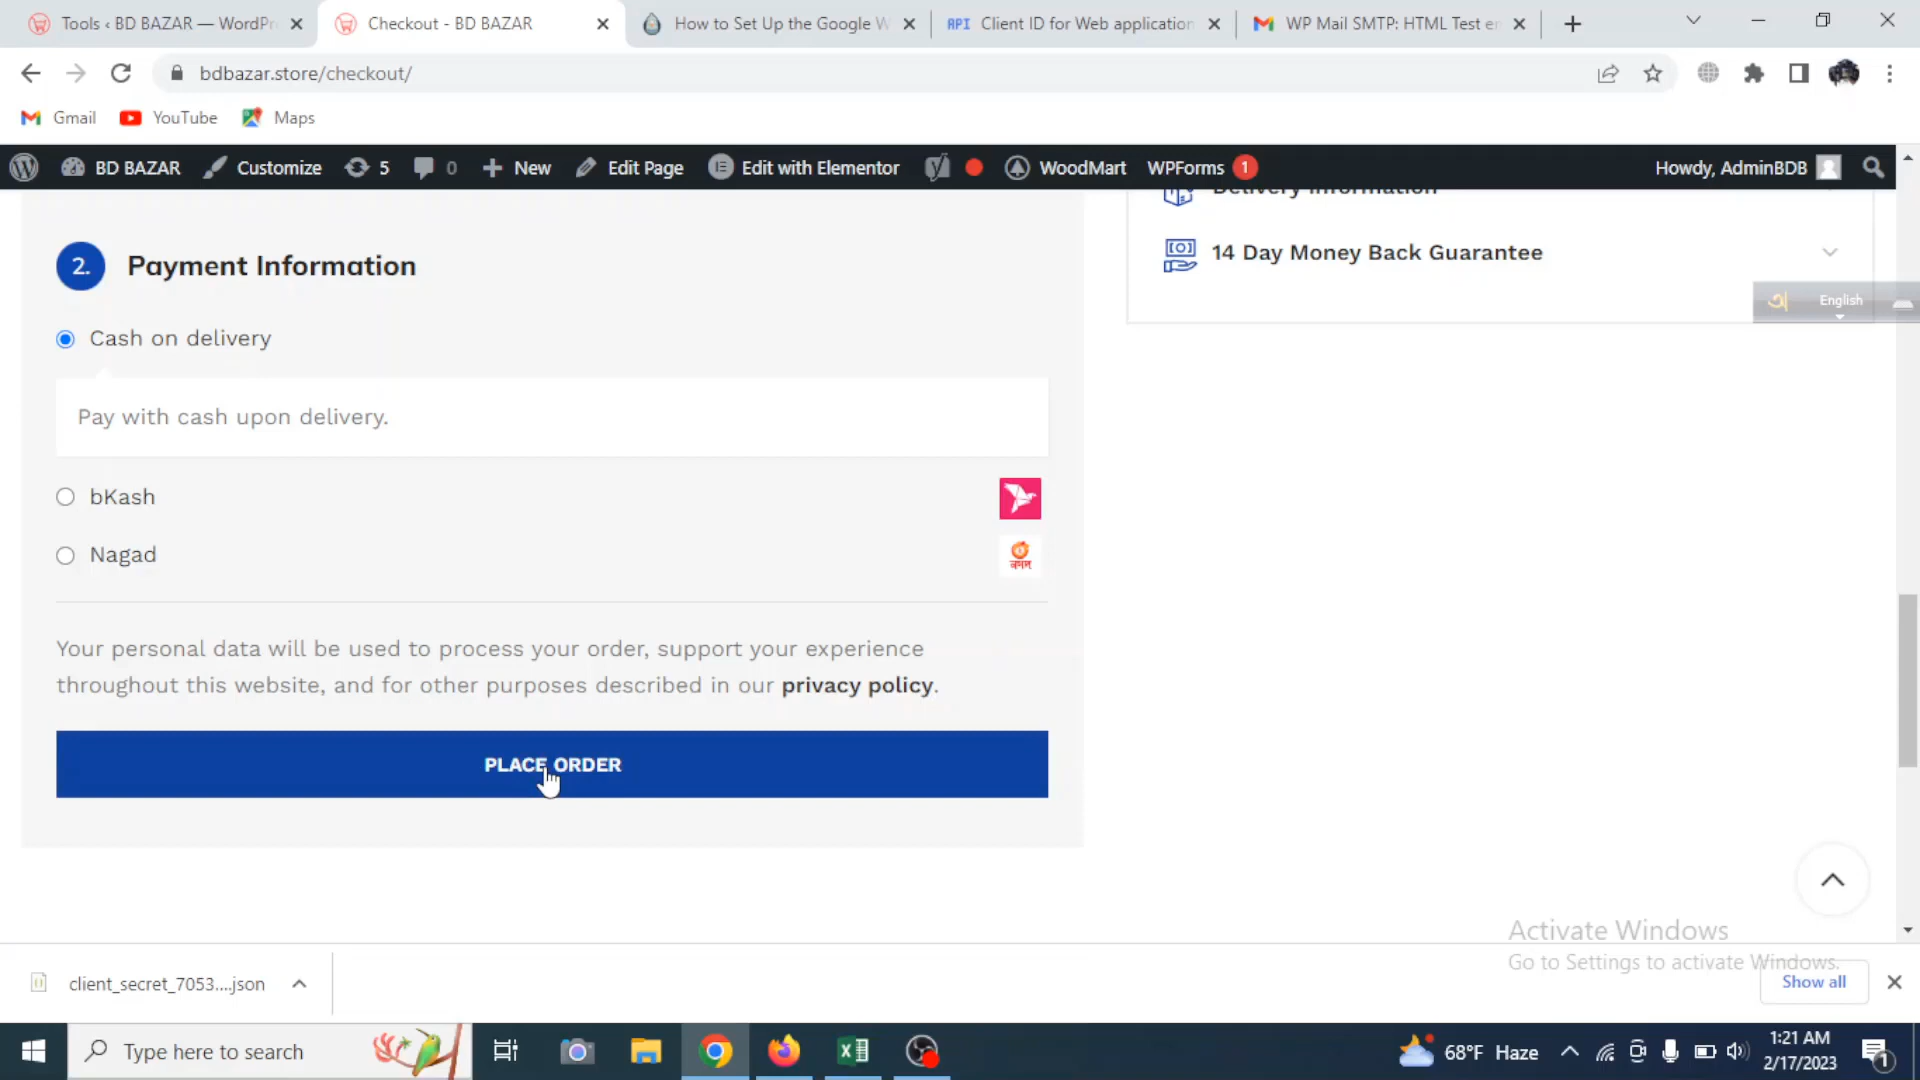 Tools ‹ BD BAZAR — WordPr
Checkout - BD BAZAR
How to Set Up the Google W
API Client ID for Web application
WP Mail SMTP: HTML Test em
bdbazar.store/checkout/
Gmail
YouTube
Maps
BD BAZAR
Customize
5
0
New
Edit Page
Edit with Elementor
WoodMart
WPForms 1
Howdy, AdminBDB
Delivery Information
14 Day Money Back Guarantee
অ English
2. Payment Information
Cash on delivery
Pay with cash upon delivery.
bKash
Nagad
Your personal data will be used to process your order, support your experience
throughout this website, and for other purposes described in our privacy policy.
PLACE ORDER
Activate Windows
Go to Settings to activate Windows.
client_secret_7053....json
Show all
Type here to search
68°F Haze
1:21 AM
2/17/2023
1